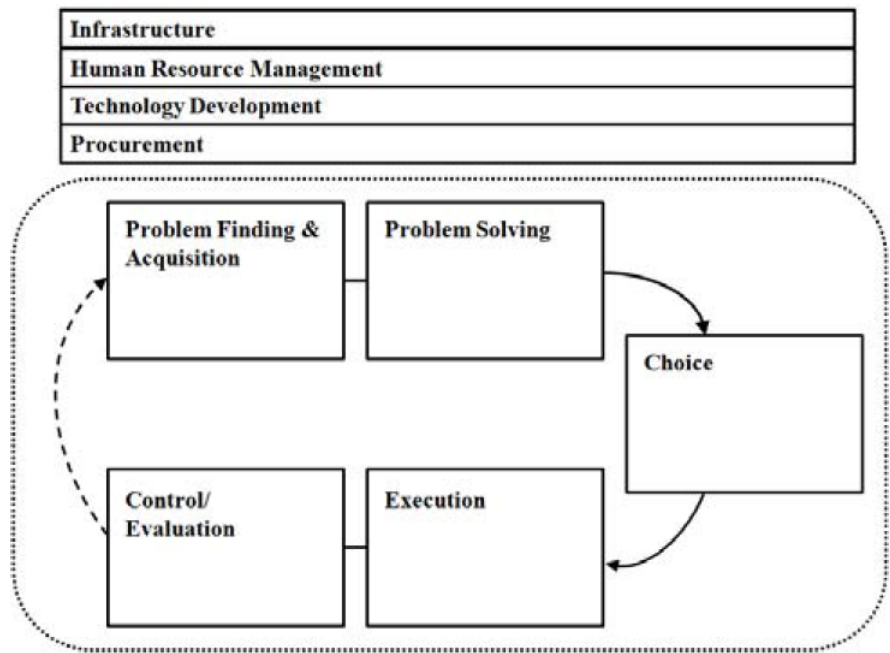 Infrastructure
Human Resource Management
Technology Development
Procurement
Problem Finding &
Acquisition
Problem Solving
Choice
Control/
Evaluation
Execution